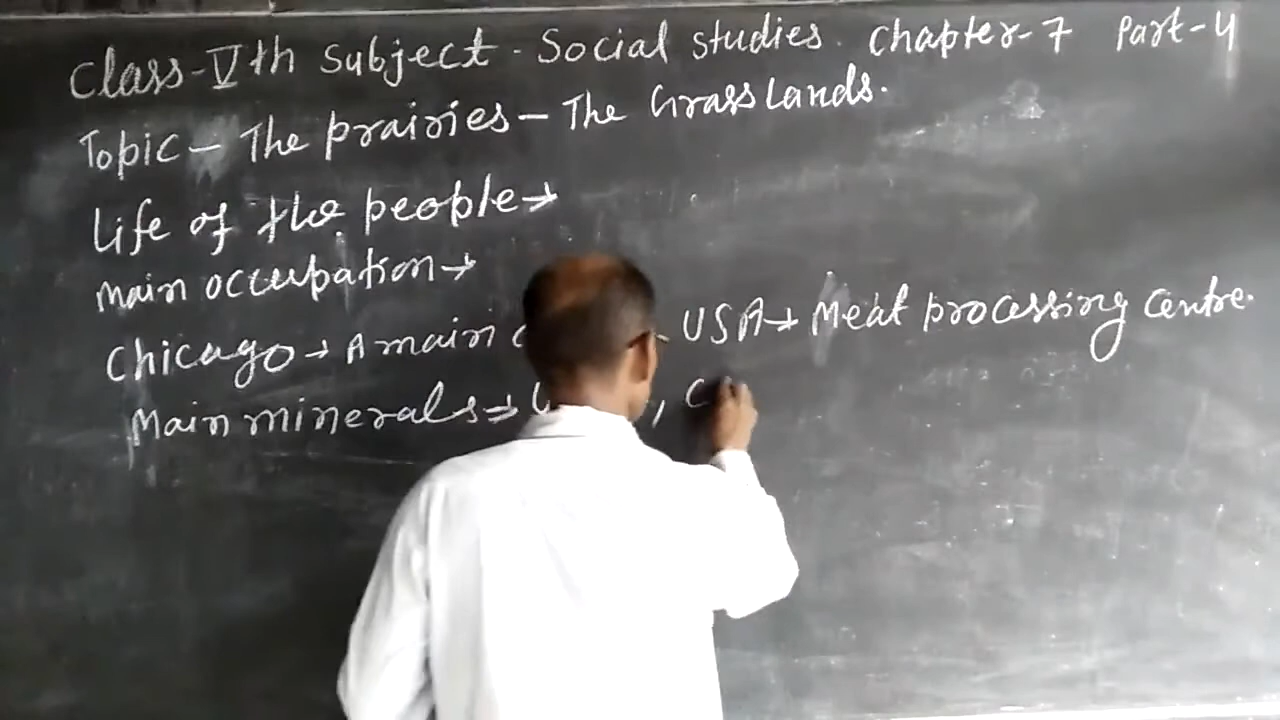 Class-Vth Subject - Social studies. Chapter-7 Part-4
Topic - The prairies - The Grass Lands.
Life of the people →
Main occupation →
Chicago → A main USA → Meat processing centre.
Main minerals →